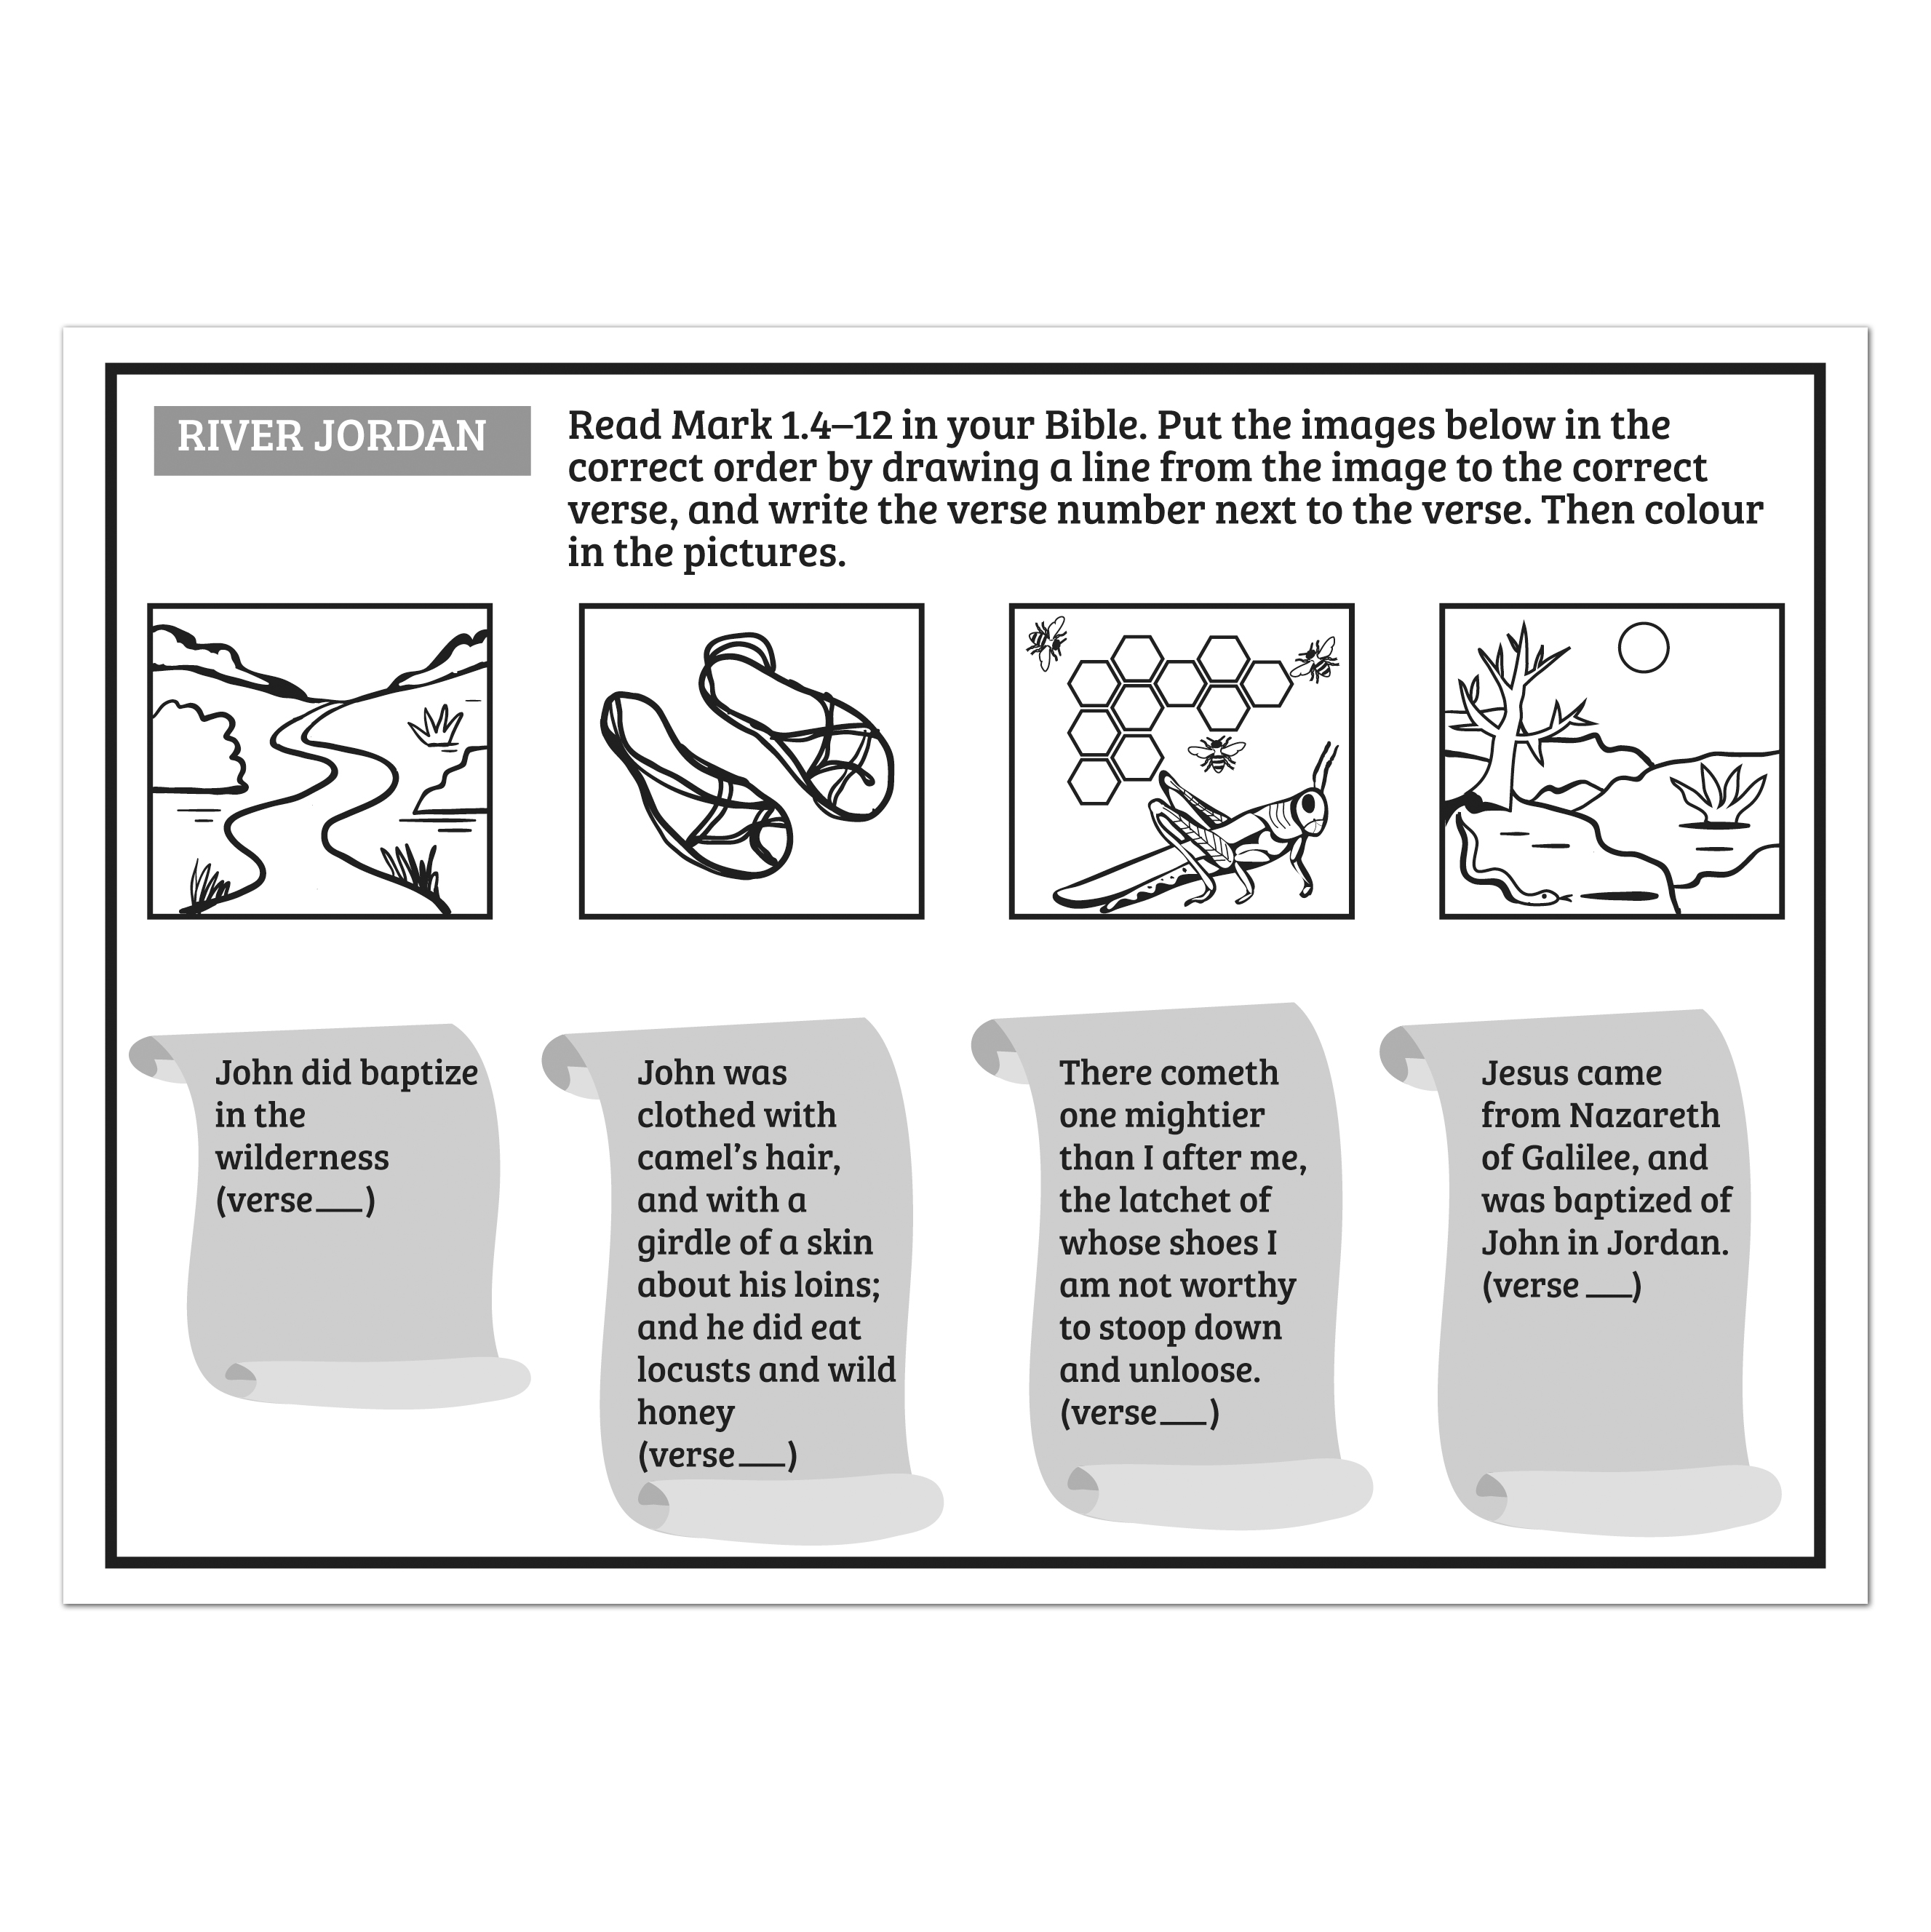 RIVER JORDAN
Read Mark 1.4–12 in your Bible. Put the images below in the
correct order by drawing a line from the image to the correct
verse, and write the verse number next to the verse. Then colour
in the pictures.
John did baptize
in the
wilderness
(verse___)
John was
clothed with
camel’s hair,
and with a
girdle of a skin
about his loins;
and he did eat
locusts and wild
honey
(verse___)
There cometh
one mightier
than I after me,
the latchet of
whose shoes I
am not worthy
to stoop down
and unloose.
(verse___)
Jesus came
from Nazareth
of Galilee, and
was baptized of
John in Jordan.
(verse ___)